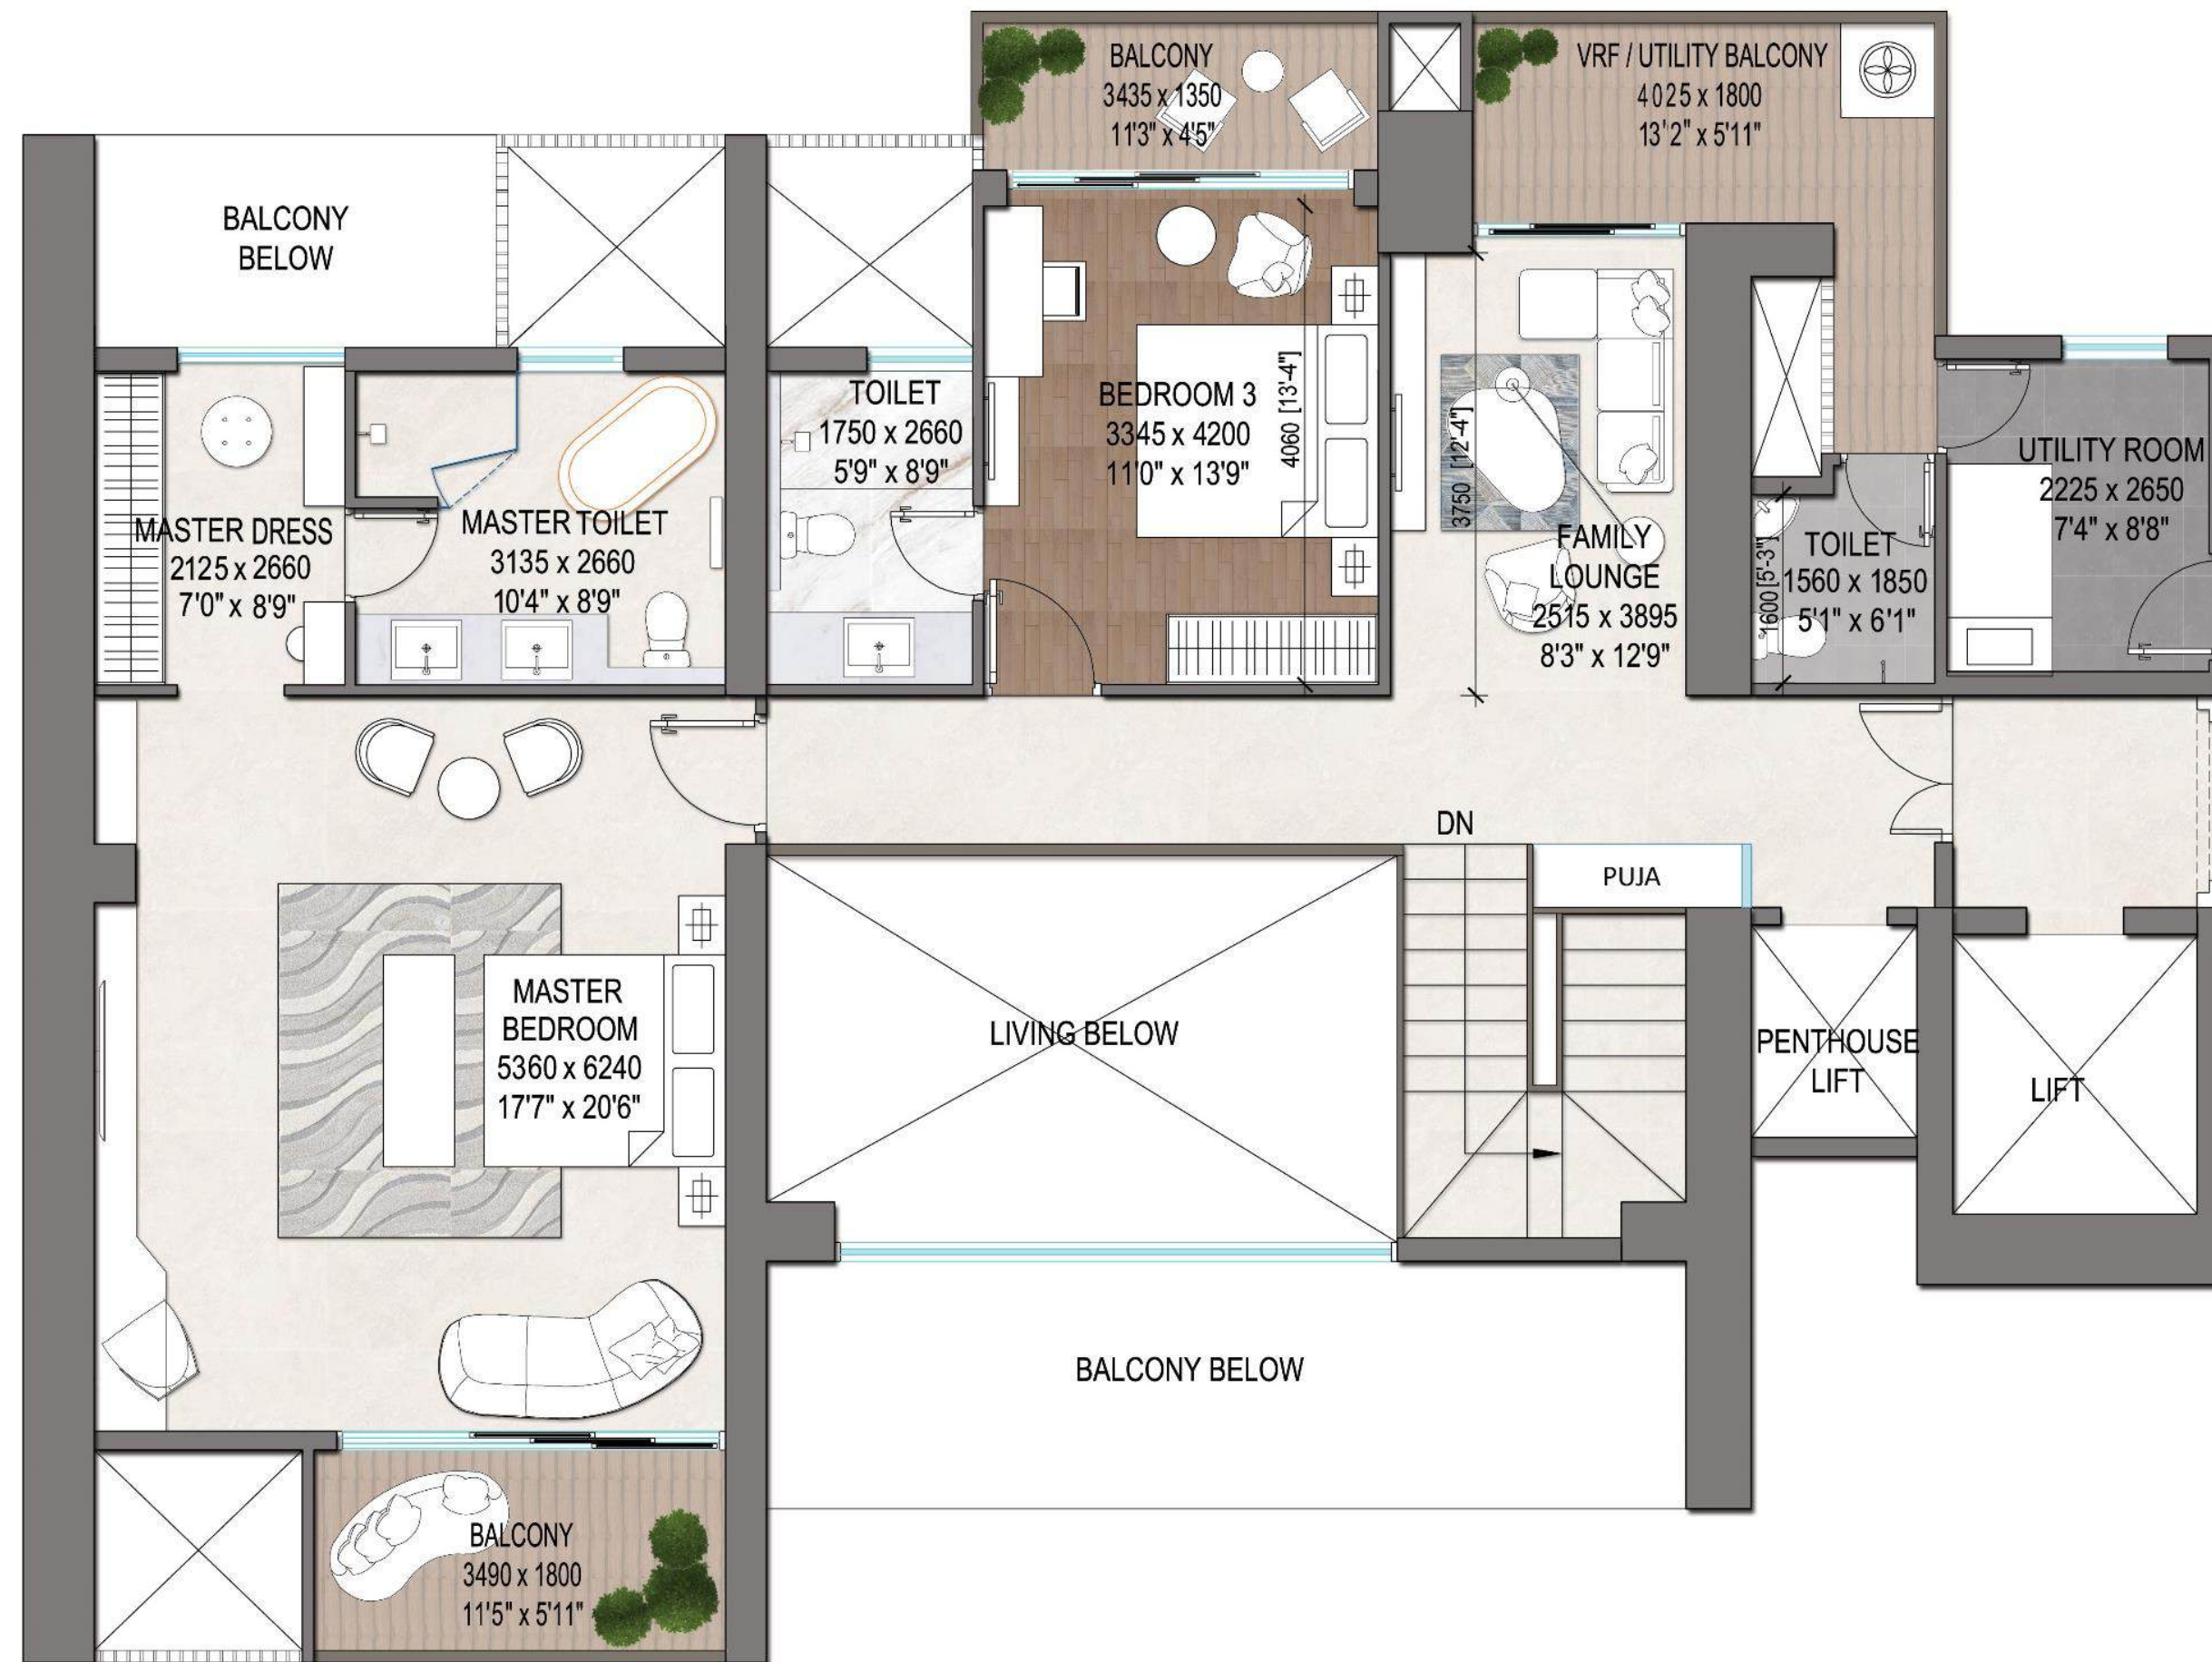 BALCONY
3435 x 1350
11'3" x 4'5"
VRF / UTILITY BALCONY
4025 x 1800
13'2" x 5'11"
BALCONY
BELOW
MASTER DRESS
2125 x 2660
7'0" x 8'9"
MASTER TOILET
3135 x 2660
10'4" x 8'9"
TOILET
1750 x 2660
5'9" x 8'9"
BEDROOM 3
3345 x 4200
11'0" x 13'9"
4060 [13'-4"]
3750 [12'-4"]
FAMILY
LOUNGE
2515 x 3895
8'3" x 12'9"
1600 [5'-3"]
TOILET
1560 x 1850
5'1" x 6'1"
UTILITY ROOM
2225 x 2650
7'4" x 8'8"
DN
PUJA
MASTER
BEDROOM
5360 x 6240
17'7" x 20'6"
LIVING BELOW
PENTHOUSE
LIFT
LIFT
BALCONY BELOW
BALCONY
3490 x 1800
11'5" x 5'11"